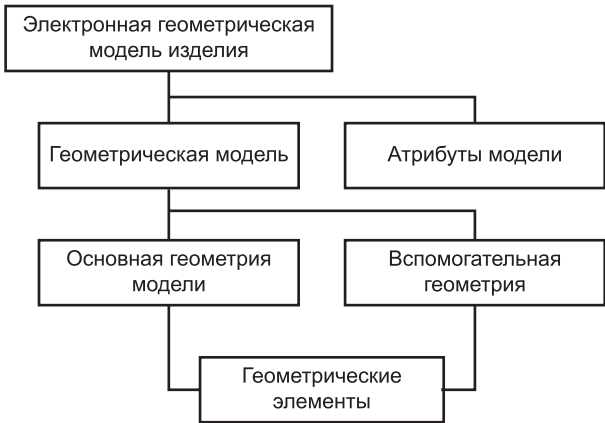 Электронная геометрическая
модель изделия
Геометрическая модель
Атрибуты модели
Основная геометрия
модели
Вспомогательная
геометрия
Геометрические
элементы